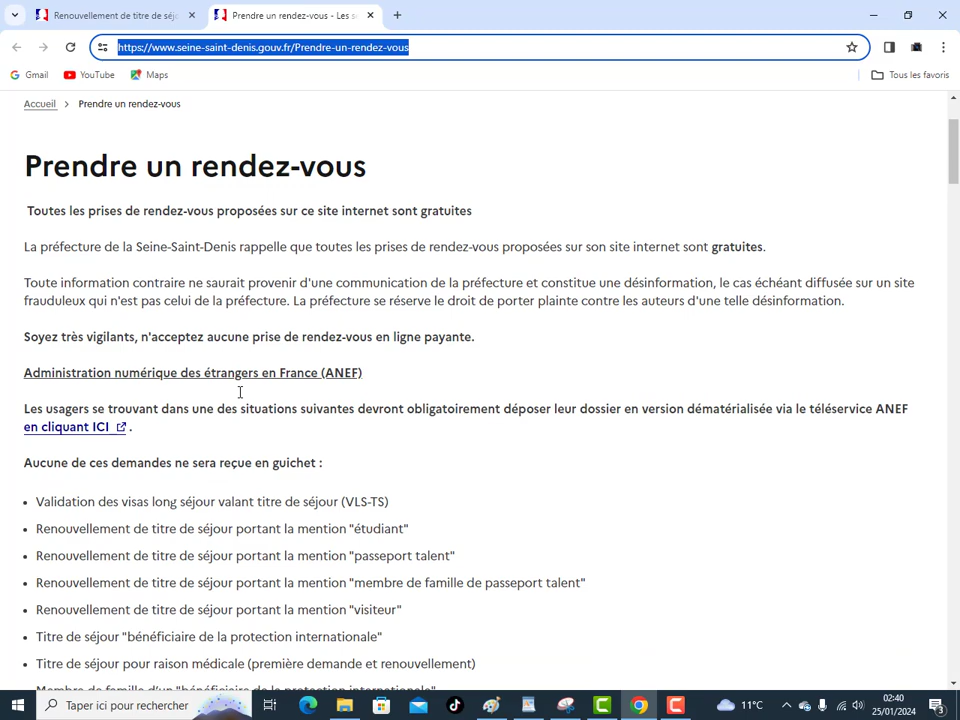 Renouvellement de titre de séj
Prendre un rendez-vous - Les s
https://www.seine-saint-denis.gouv.fr/Prendre-un-rendez-vous
Gmail
YouTube
Maps
Tous les favoris
Accueil > Prendre un rendez-vous
Prendre un rendez-vous
Toutes les prises de rendez-vous proposées sur ce site internet sont gratuites
La préfecture de la Seine-Saint-Denis rappelle que toutes les prises de rendez-vous proposées sur son site internet sont gratuites.
Toute information contraire ne saurait provenir d'une communication de la préfecture et constitue une désinformation, le cas échéant diffusée sur un site
frauduleux qui n'est pas celui de la préfecture. La préfecture se réserve le droit de porter plainte contre les auteurs d'une telle désinformation.
Soyez très vigilants, n'acceptez aucune prise de rendez-vous en ligne payante.
Administration numérique des étrangers en France (ANEF)
Les usagers se trouvant dans une des situations suivantes devront obligatoirement déposer leur dossier en version dématérialisée via le téléservice ANEF
en cliquant ICI .
Aucune de ces demandes ne sera reçue en guichet :
• Validation des visas long séjour valant titre de séjour (VLS-TS)
• Renouvellement de titre de séjour portant la mention "étudiant"
• Renouvellement de titre de séjour portant la mention "passeport talent"
• Renouvellement de titre de séjour portant la mention "membre de famille de passeport talent"
• Renouvellement de titre de séjour portant la mention "visiteur"
• Titre de séjour "bénéficiaire de la protection internationale"
• Titre de séjour pour raison médicale (première demande et renouvellement)
• Membre de famille d'un "bénéficiaire de la protection internationale"
Taper ici pour rechercher
11°C
02:40
25/01/2024
3